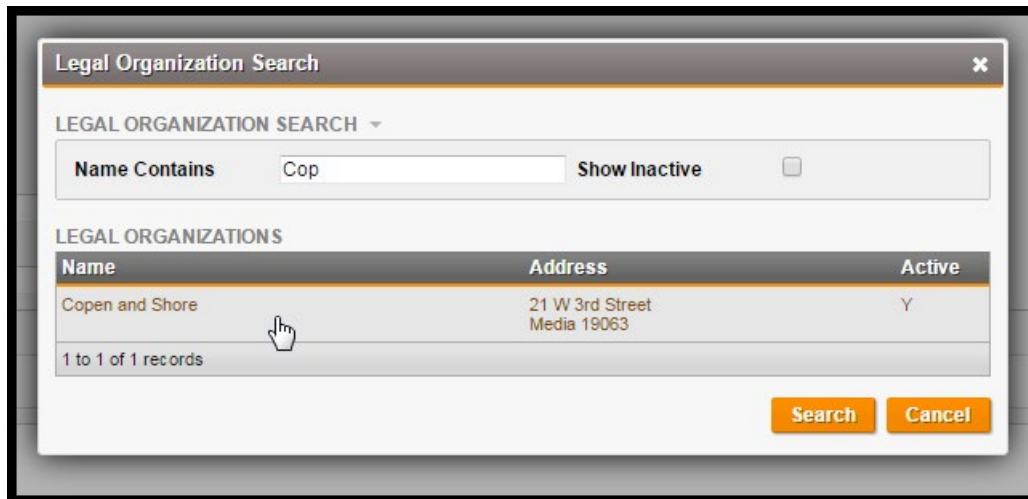 Legal Organization Search
LEGAL ORGANIZATION SEARCH
Name Contains Cop Show Inactive
LEGAL ORGANIZATIONS
Name Address Active
Copen and Shore 21 W 3rd Street Y
Media 19063
1 to 1 of 1 records
Search Cancel